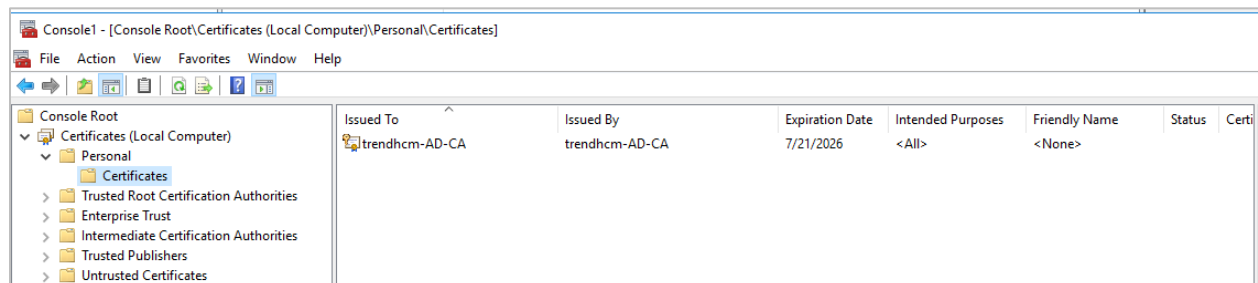 Console1 - [Console Root\Certificates (Local Computer)\Personal\Certificates]
File Action View Favorites Window Help
Console Root
Certificates (Local Computer)
Personal
Certificates
Trusted Root Certification Authorities
Enterprise Trust
Intermediate Certification Authorities
Trusted Publishers
Untrusted Certificates
Issued To Issued By Expiration Date Intended Purposes Friendly Name Status Certi
trendhcm-AD-CA trendhcm-AD-CA 7/21/2026 <All> <None>